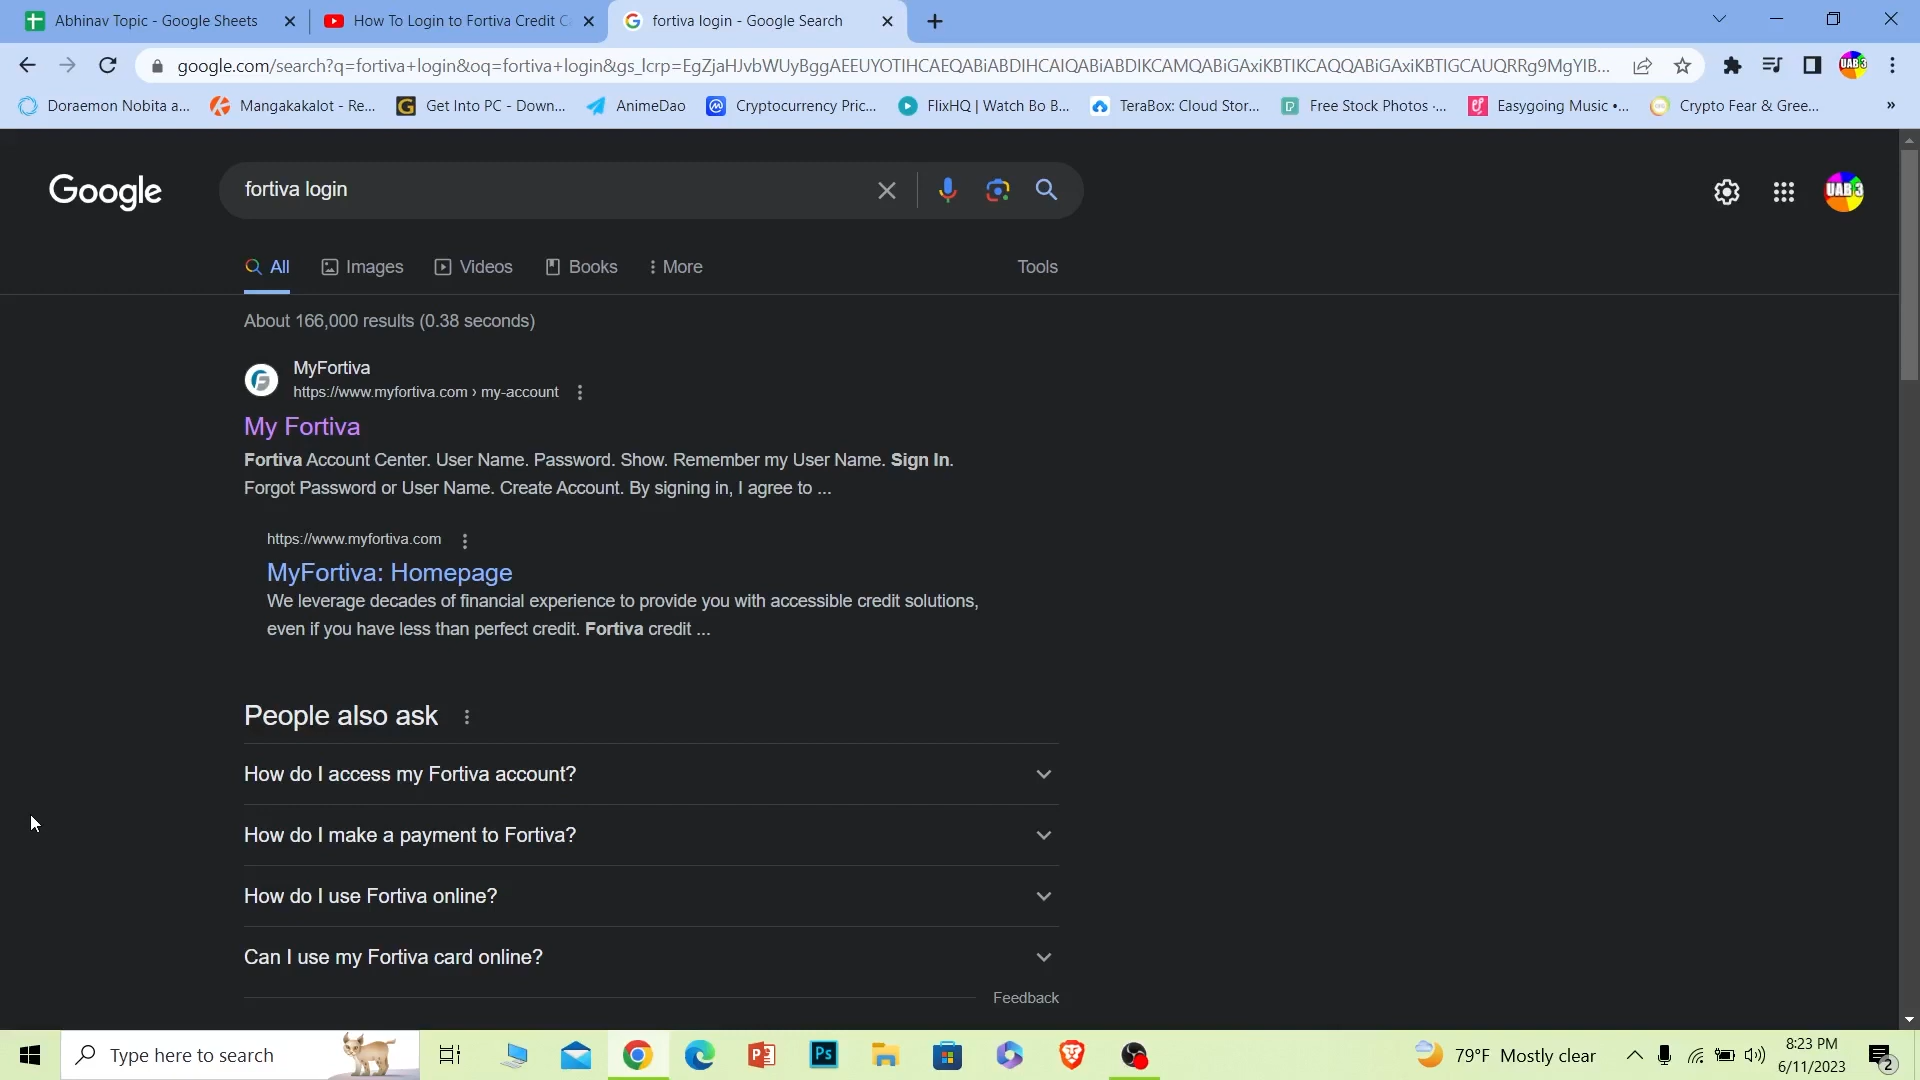 Abhinav Topic - Google Sheets
How To Login to Fortiva Credit C
fortiva login - Google Search
google.com/search?q=fortiva+login&oq=fortiva+login&gs_lcrp=EgZjaHJvbWUyBggAEEUYOTIHCAEQABiABDIHCAIQABiABDIKCAMQABiGAxiKBTIKCAQQABiGAxiKBTIGCAUQRRg9MgYIB...
UAB 3
Doraemon Nobita a...
Mangakakalot - Re...
Get Into PC - Down...
AnimeDao
Cryptocurrency Pric...
FlixHQ | Watch Bo B...
TeraBox: Cloud Stor...
Free Stock Photos ·...
Easygoing Music •...
Crypto Fear & Gree...
»
Google
fortiva login
UAB 3
All
Images
Videos
Books
More
Tools
About 166,000 results (0.38 seconds)
MyFortiva
https://www.myfortiva.com › my-account
My Fortiva
Fortiva Account Center. User Name. Password. Show. Remember my User Name. Sign In.
Forgot Password or User Name. Create Account. By signing in, I agree to ...
https://www.myfortiva.com
MyFortiva: Homepage
We leverage decades of financial experience to provide you with accessible credit solutions,
even if you have less than perfect credit. Fortiva credit ...
People also ask
How do I access my Fortiva account?
How do I make a payment to Fortiva?
How do I use Fortiva online?
Can I use my Fortiva card online?
Feedback
Type here to search
Ps
79°F Mostly clear
8:23 PM
6/11/2023
2